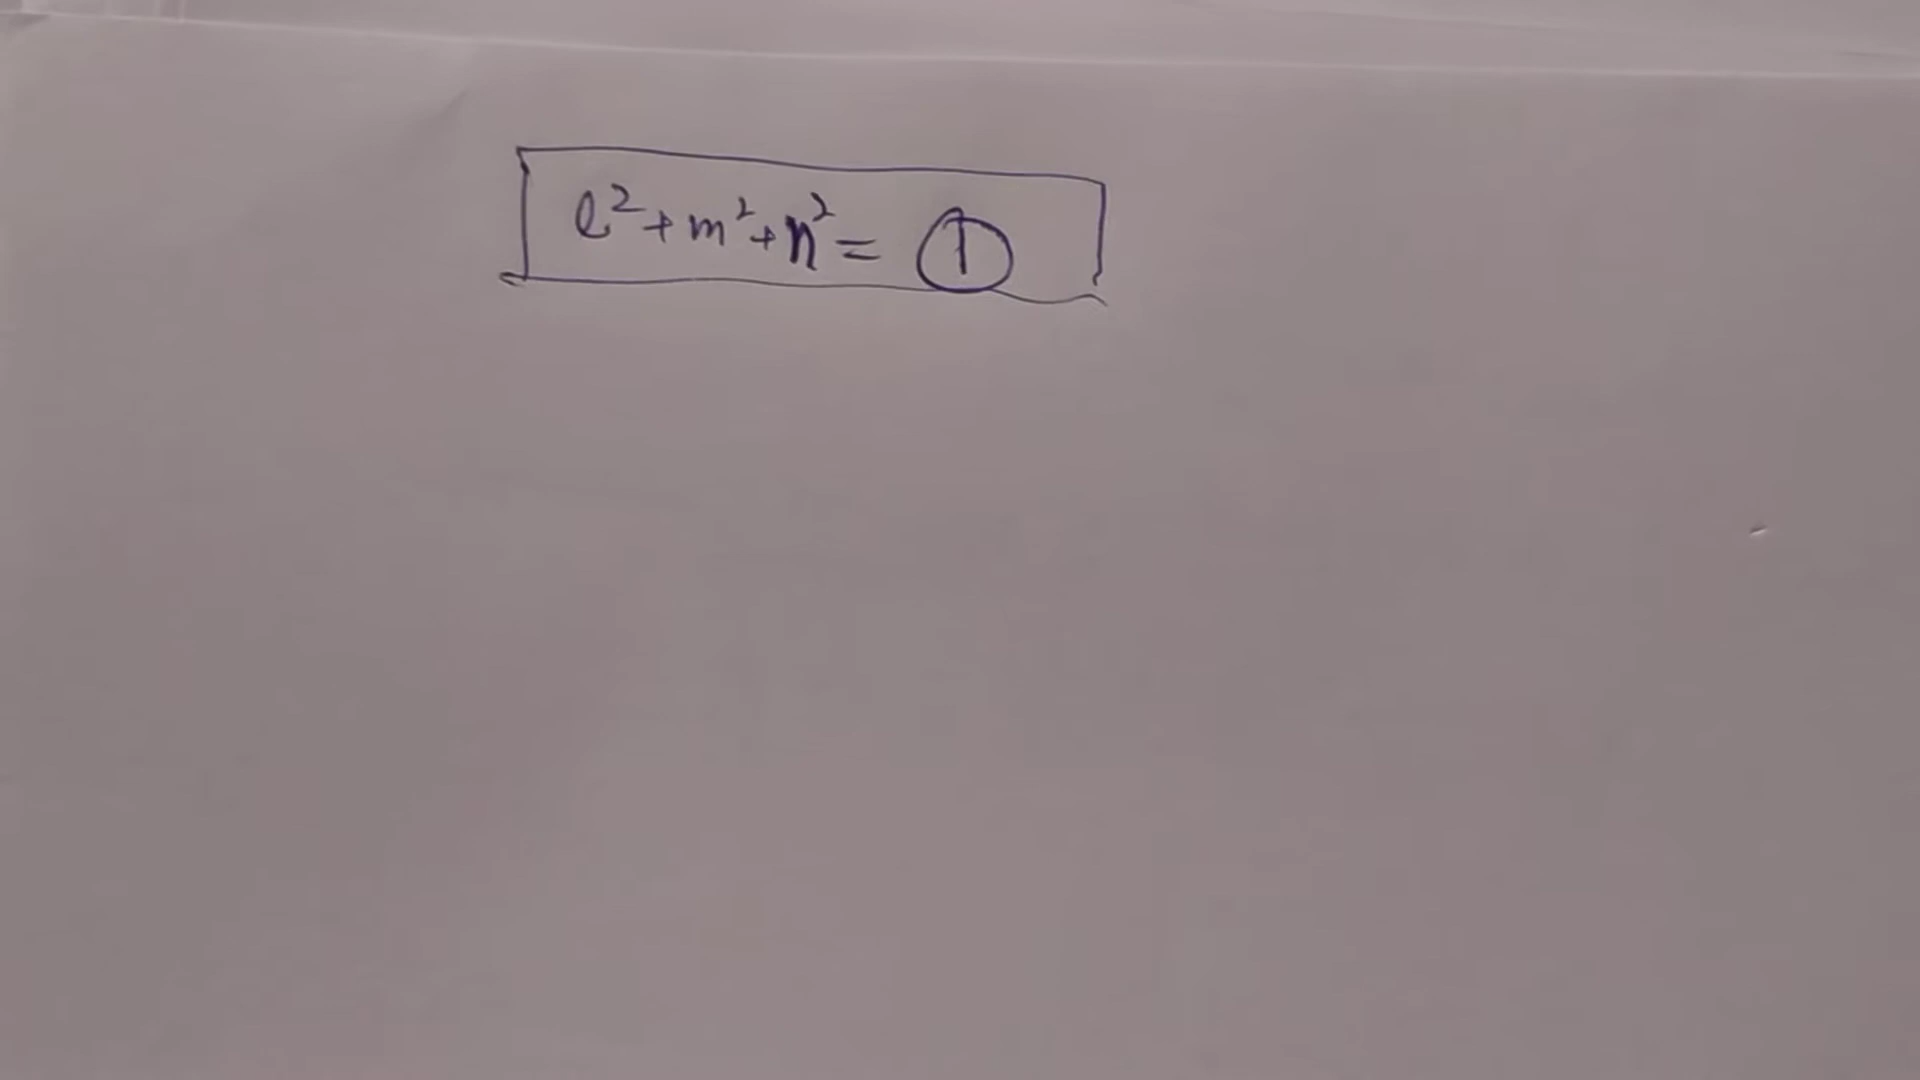 l²+m²+n² = 1